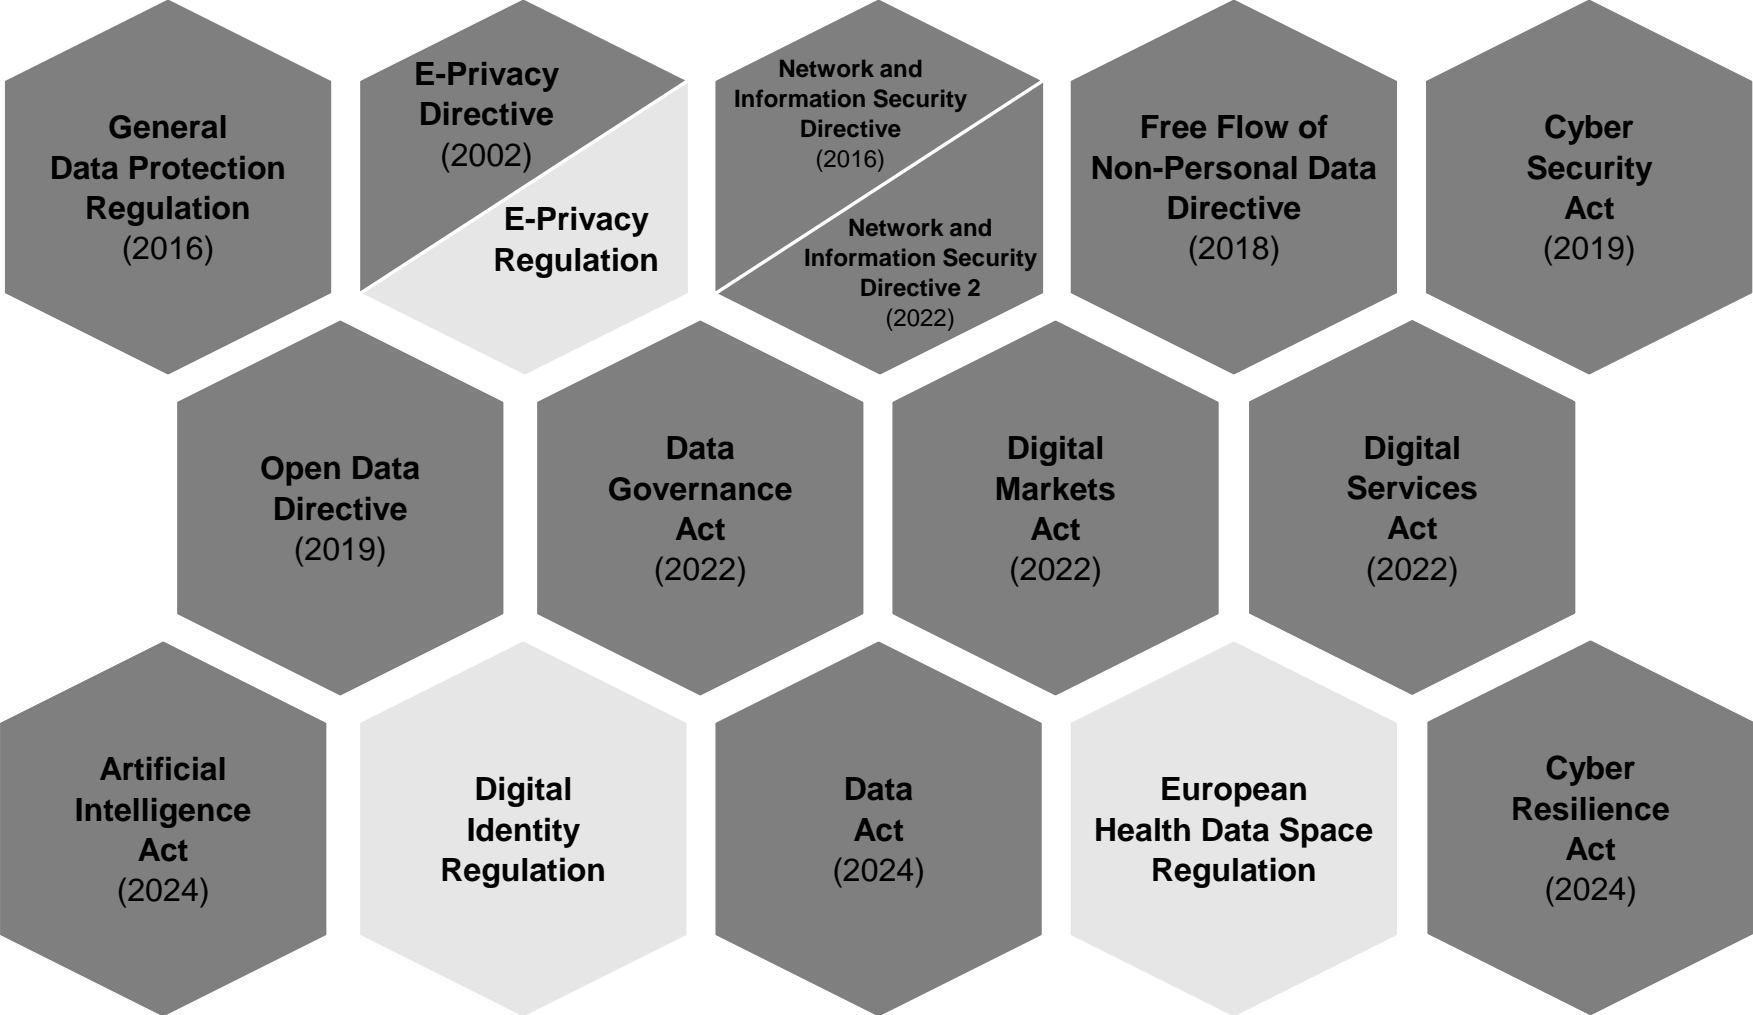 General
Data Protection
Regulation
(2016)
E-Privacy
Directive
(2002)
E-Privacy
Regulation
Network and
Information Security
Directive
(2016)
Network and
Information Security
Directive 2
(2022)
Free Flow of
Non-Personal Data
Directive
(2018)
Cyber
Security
Act
(2019)
Open Data
Directive
(2019)
Data
Governance
Act
(2022)
Digital
Markets
Act
(2022)
Digital
Services
Act
(2022)
Artificial
Intelligence
Act
(2024)
Digital
Identity
Regulation
Data
Act
(2024)
European
Health Data Space
Regulation
Cyber
Resilience
Act
(2024)